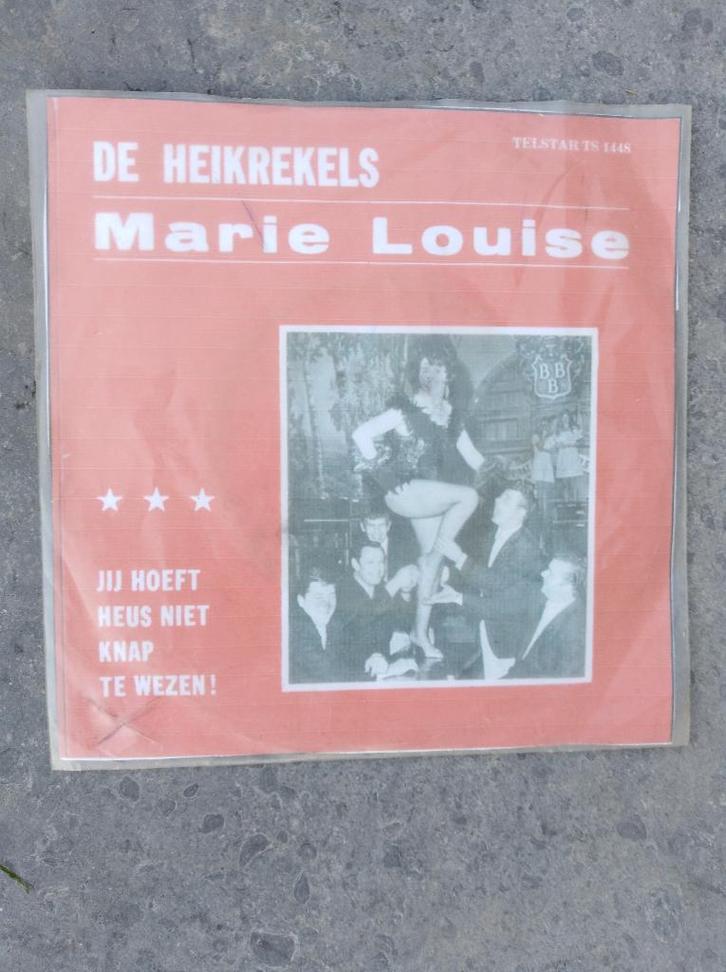 DE HEIKREKELS
TELSTAR TS 1448
Marie Louise
B B
B
JIJ HOEFT
HEUS NIET
KNAP
TE WEZEN!